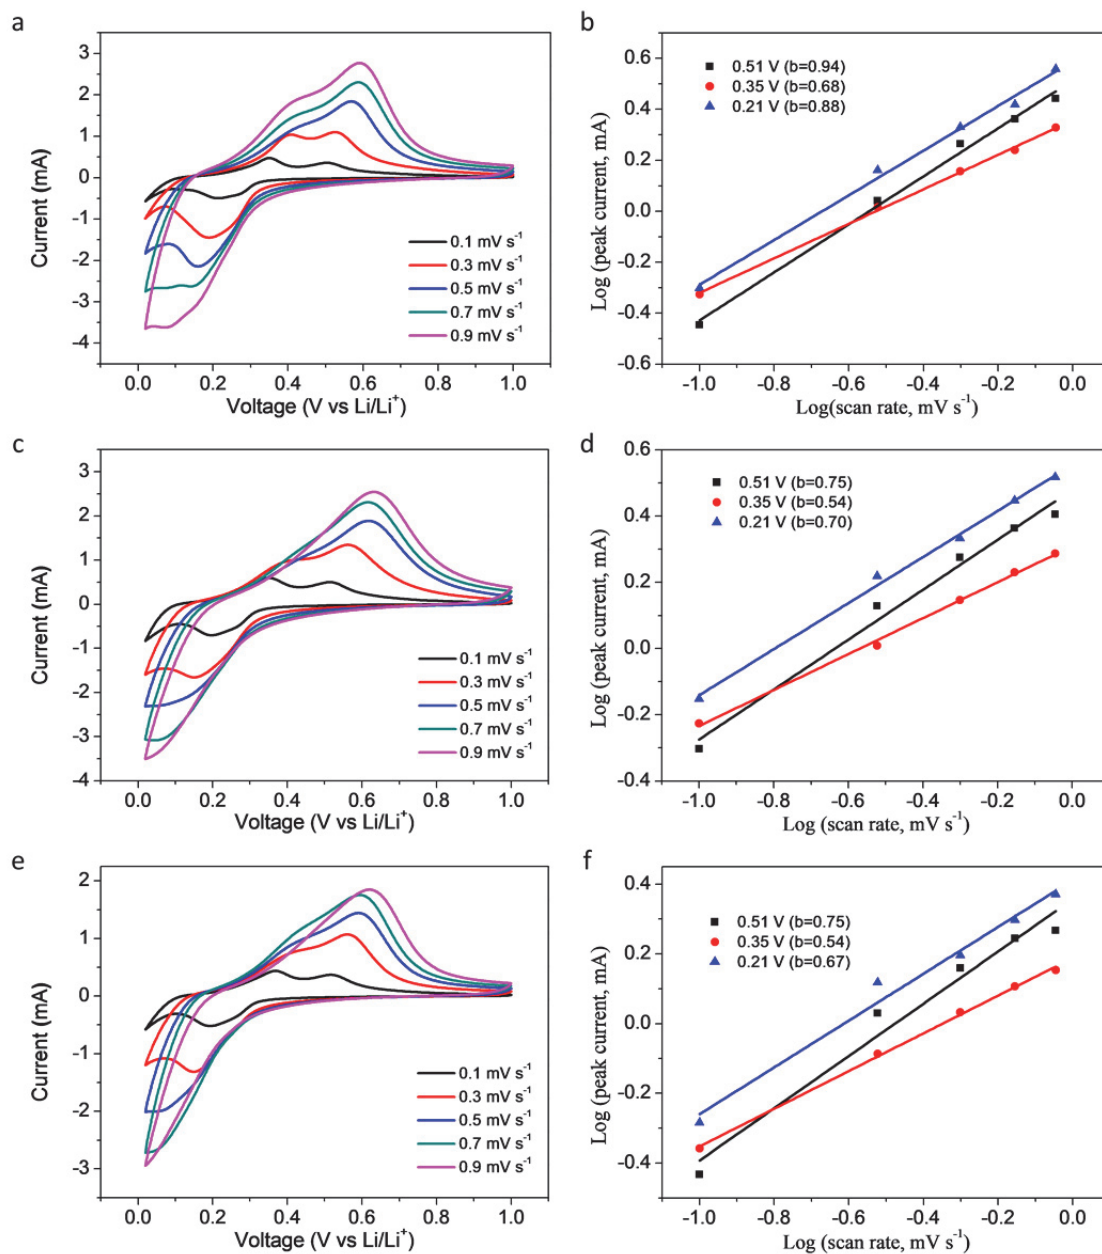 a
3
2
1
0
-1
-2
-3
-4
Current (mA)
0.1 mV s⁻¹
0.3 mV s⁻¹
0.5 mV s⁻¹
0.7 mV s⁻¹
0.9 mV s⁻¹
0.0 0.2 0.4 0.6 0.8 1.0
Voltage (V vs Li/Li⁺)
b
0.6
0.4
0.2
0.0
-0.2
-0.4
-0.6
Log (peak current, mA)
0.51 V (b=0.94)
0.35 V (b=0.68)
0.21 V (b=0.88)
-1.0 -0.8 -0.6 -0.4 -0.2 0.0
Log(scan rate, mV s⁻¹)
c
3
2
1
0
-1
-2
-3
-4
Current (mA)
0.1 mV s⁻¹
0.3 mV s⁻¹
0.5 mV s⁻¹
0.7 mV s⁻¹
0.9 mV s⁻¹
0.0 0.2 0.4 0.6 0.8 1.0
Voltage (V vs Li/Li⁺)
d
0.6
0.4
0.2
0.0
-0.2
-0.4
Log (peak current, mA)
0.51 V (b=0.75)
0.35 V (b=0.54)
0.21 V (b=0.70)
-1.0 -0.8 -0.6 -0.4 -0.2 0.0
Log (scan rate, mV s⁻¹)
e
2
1
0
-1
-2
-3
Current (mA)
0.1 mV s⁻¹
0.3 mV s⁻¹
0.5 mV s⁻¹
0.7 mV s⁻¹
0.9 mV s⁻¹
0.0 0.2 0.4 0.6 0.8 1.0
Voltage (V vs Li/Li⁺)
f
0.4
0.2
0.0
-0.2
-0.4
Log (peak current, mA)
0.51 V (b=0.75)
0.35 V (b=0.54)
0.21 V (b=0.67)
-1.0 -0.8 -0.6 -0.4 -0.2 0.0
Log (scan rate, mV s⁻¹)